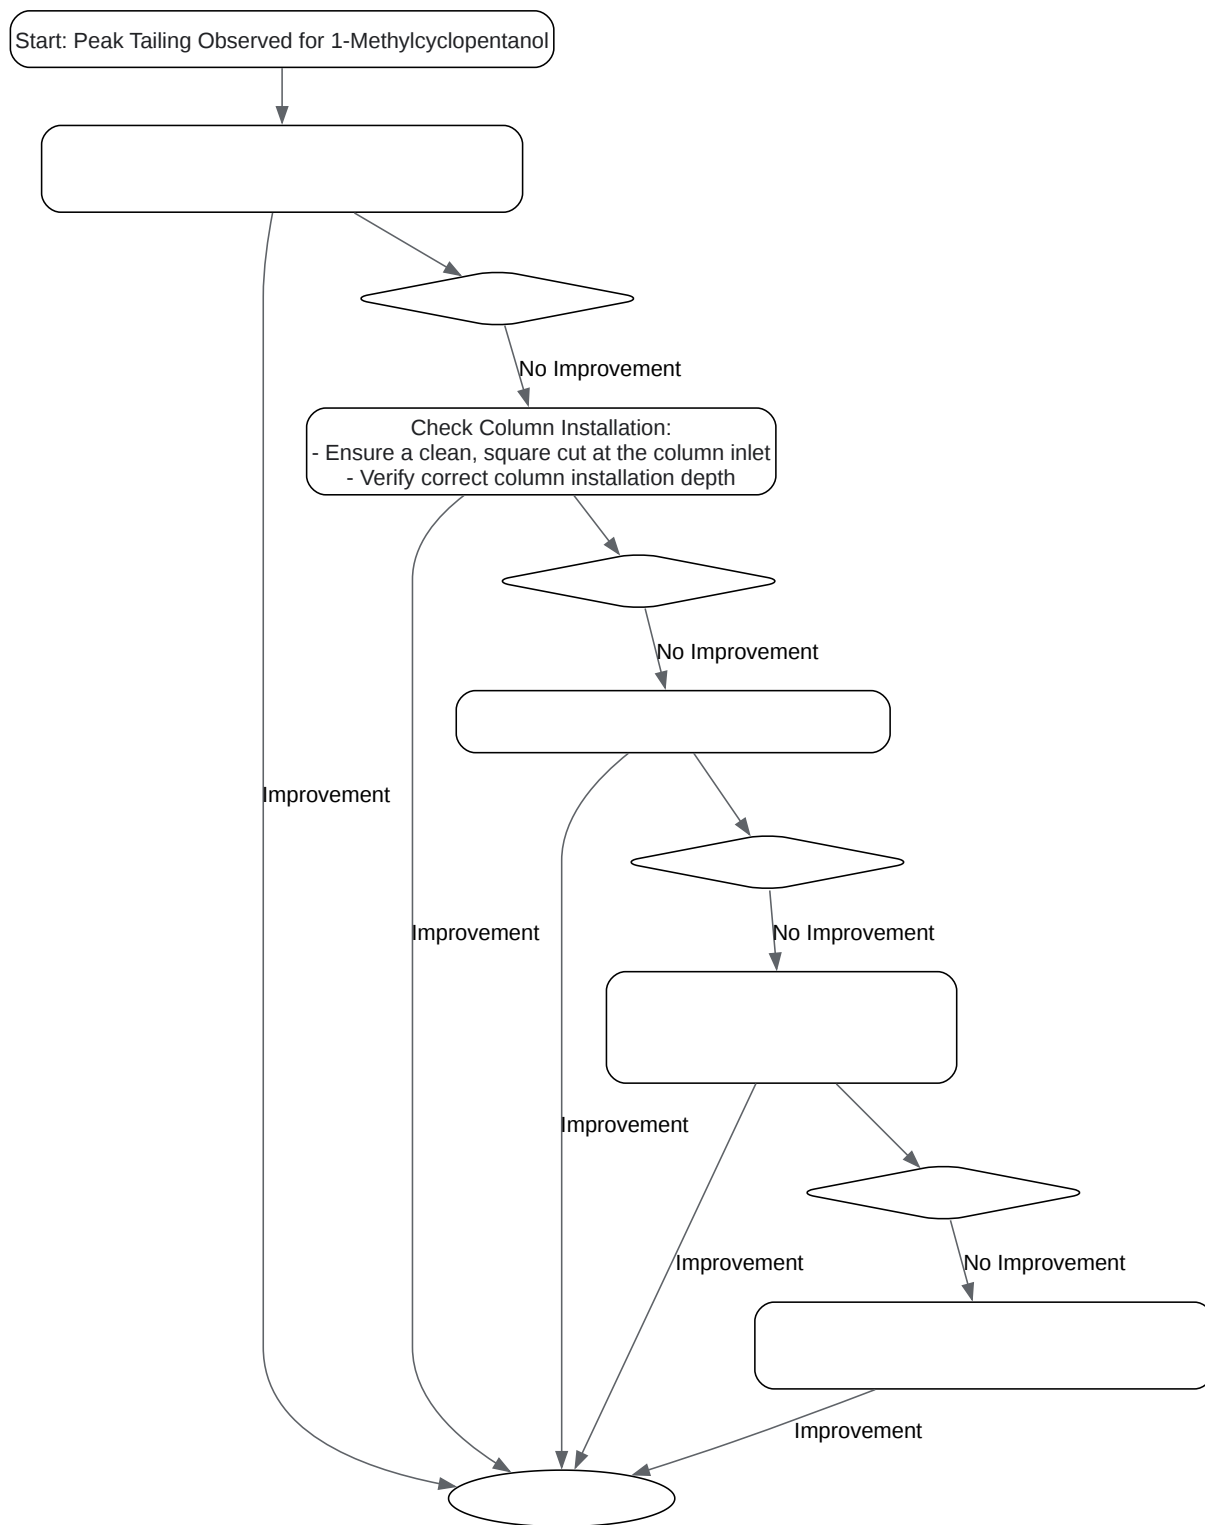 Start: Peak Tailing Observed for 1-Methylcyclopentanol
No Improvement
Check Column Installation:
- Ensure a clean, square cut at the column inlet
- Verify correct column installation depth
No Improvement
Improvement
Improvement
No Improvement
Improvement
Improvement
No Improvement
Improvement